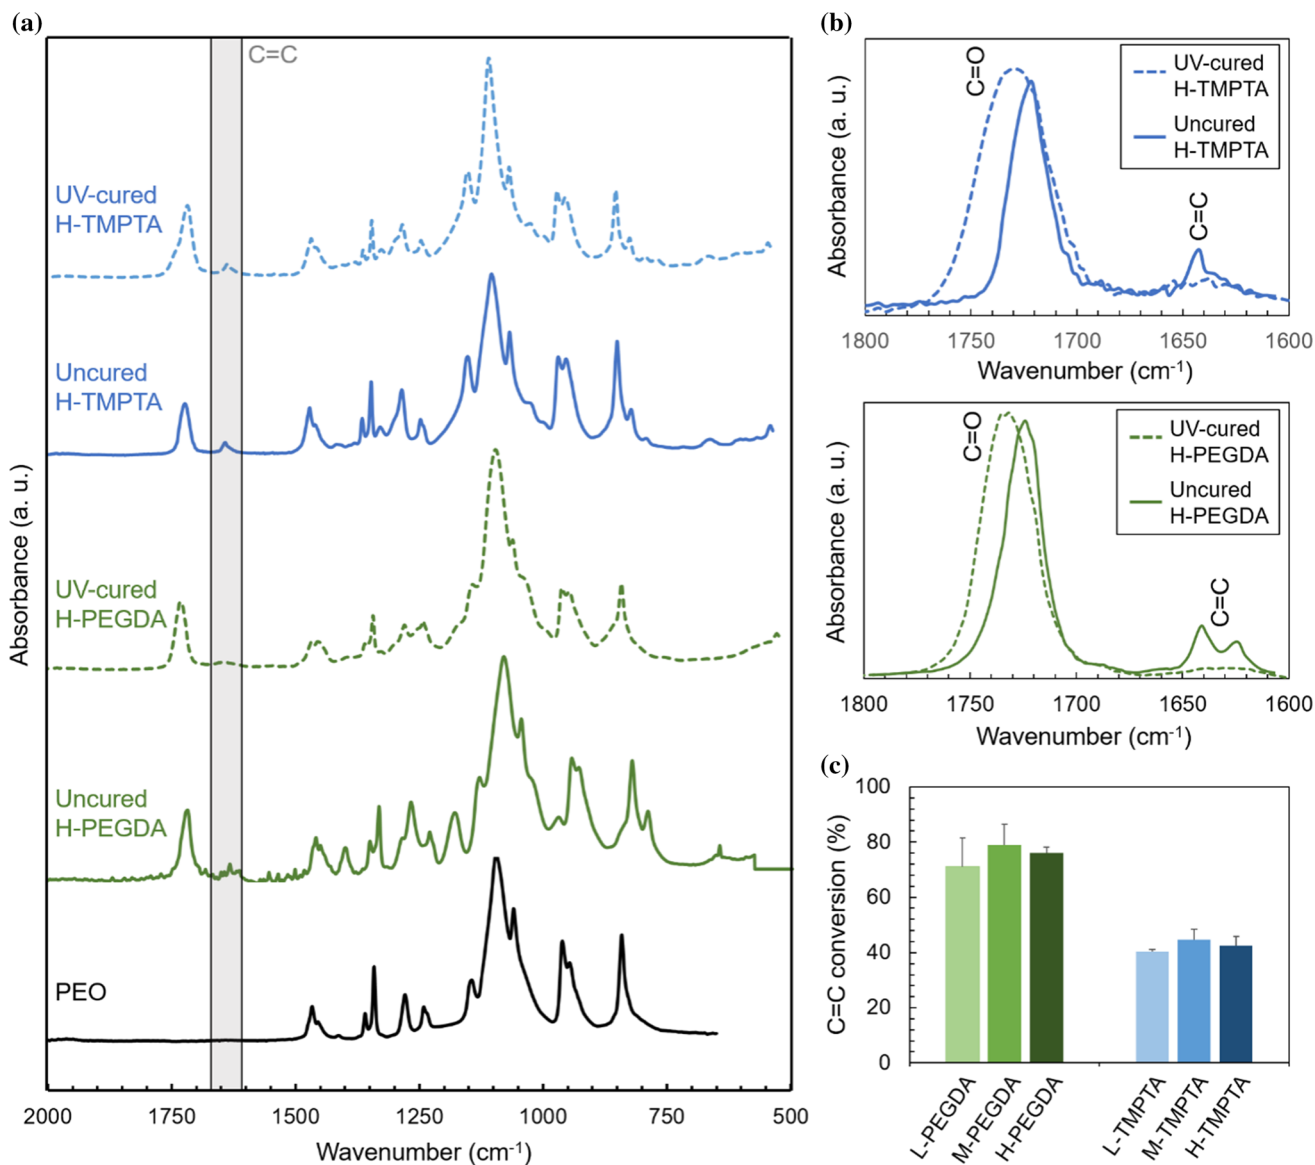 (a)
C=C
UV-cured
H-TMPTA
Uncured
H-TMPTA
UV-cured
H-PEGDA
Uncured
H-PEGDA
PEO
Absorbance (a. u.)
2000 1750 1500 1250 1000 750 500
Wavenumber (cm-1)
(b)
UV-cured
H-TMPTA
Uncured
H-TMPTA
C=O
C=C
Absorbance (a. u.)
1800 1750 1700 1650 1600
Wavenumber (cm-1)
UV-cured
H-PEGDA
Uncured
H-PEGDA
C=O
C=C
Absorbance (a. u.)
1800 1750 1700 1650 1600
Wavenumber (cm-1)
(c)
100
80
60
40
20
0
C=C conversion (%)
L-PEGDA
M-PEGDA
H-PEGDA
L-TMPTA
M-TMPTA
H-TMPTA